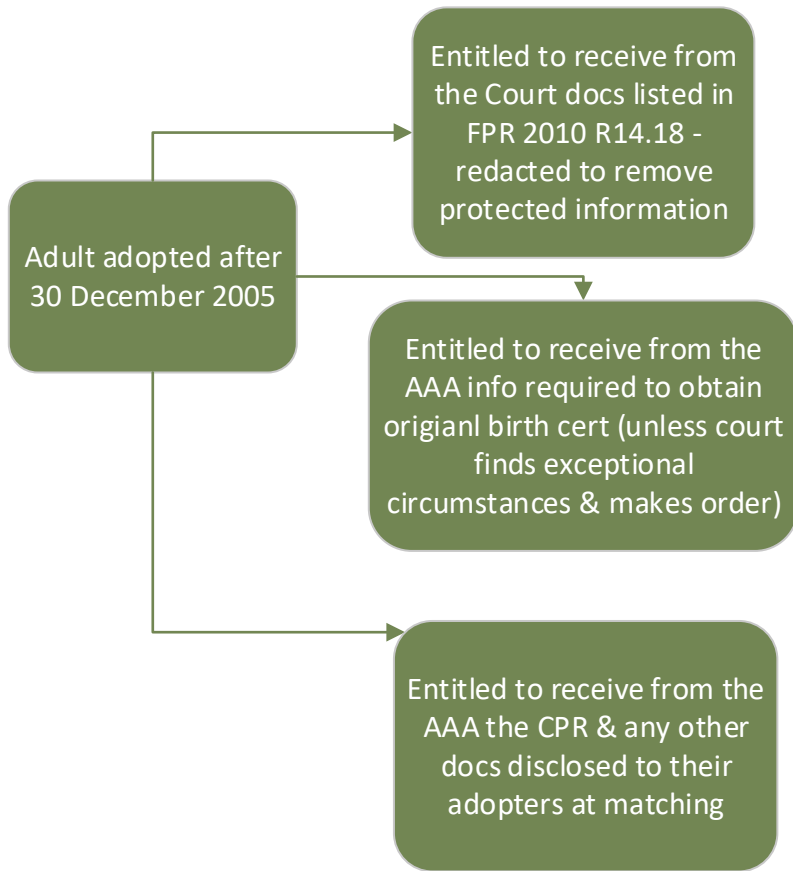 Entitled to receive from
the Court docs listed in
FPR 2010 R14.18 -
redacted to remove
protected information
Adult adopted after
30 December 2005
Entitled to receive from the
AAA info required to obtain
origianl birth cert (unless court
finds exceptional
circumstances & makes order)
Entitled to receive from the
AAA the CPR & any other
docs disclosed to their
adopters at matching